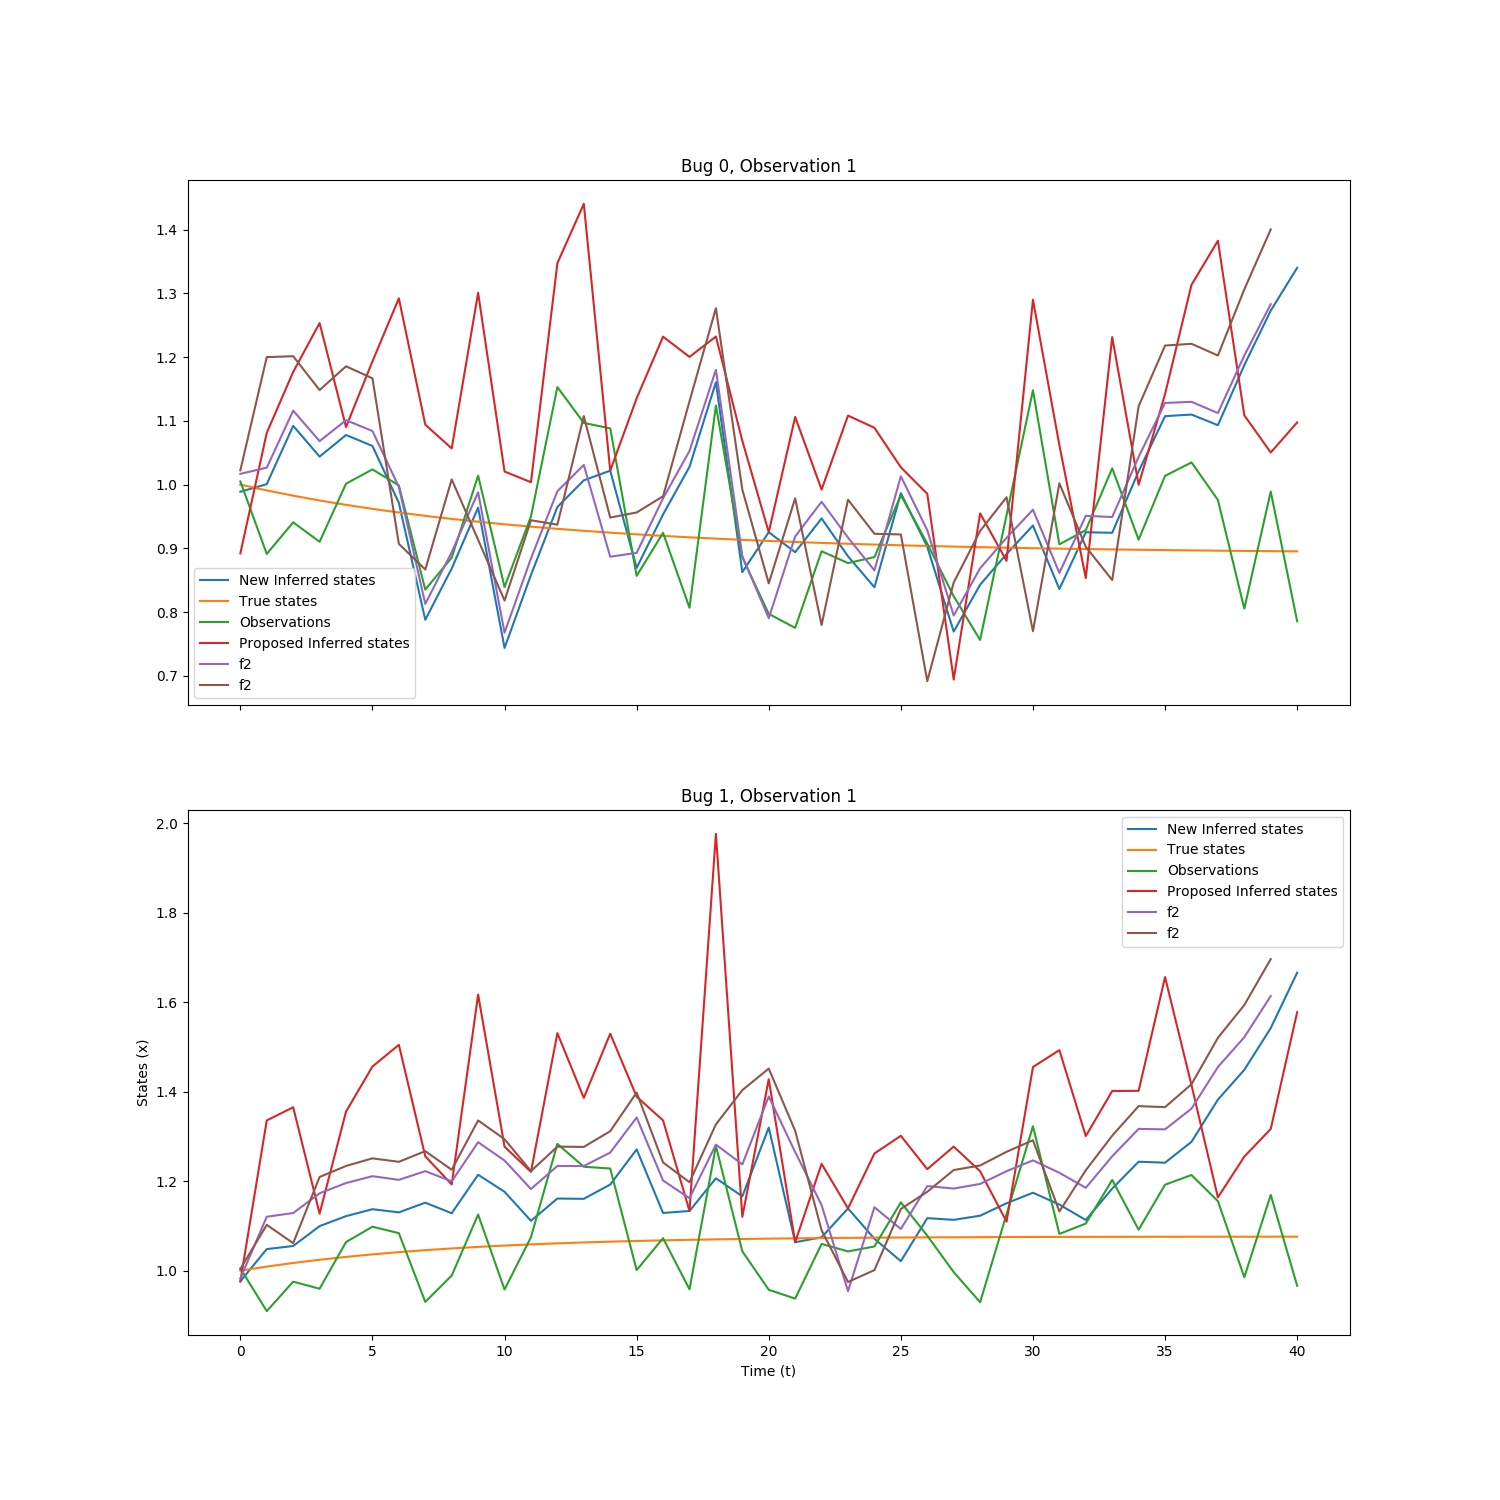 Bug 0, Observation 1
1.4
1.3
1.2
1.1
1.0
0.9
0.8
0.7
New Inferred states
True states
Observations
Proposed Inferred states
f2
f2
Bug 1, Observation 1
2.0
1.8
1.6
1.4
1.2
1.0
States (x)
New Inferred states
True states
Observations
Proposed Inferred states
f2
f2
0 5 10 15 20 25 30 35 40
Time (t)